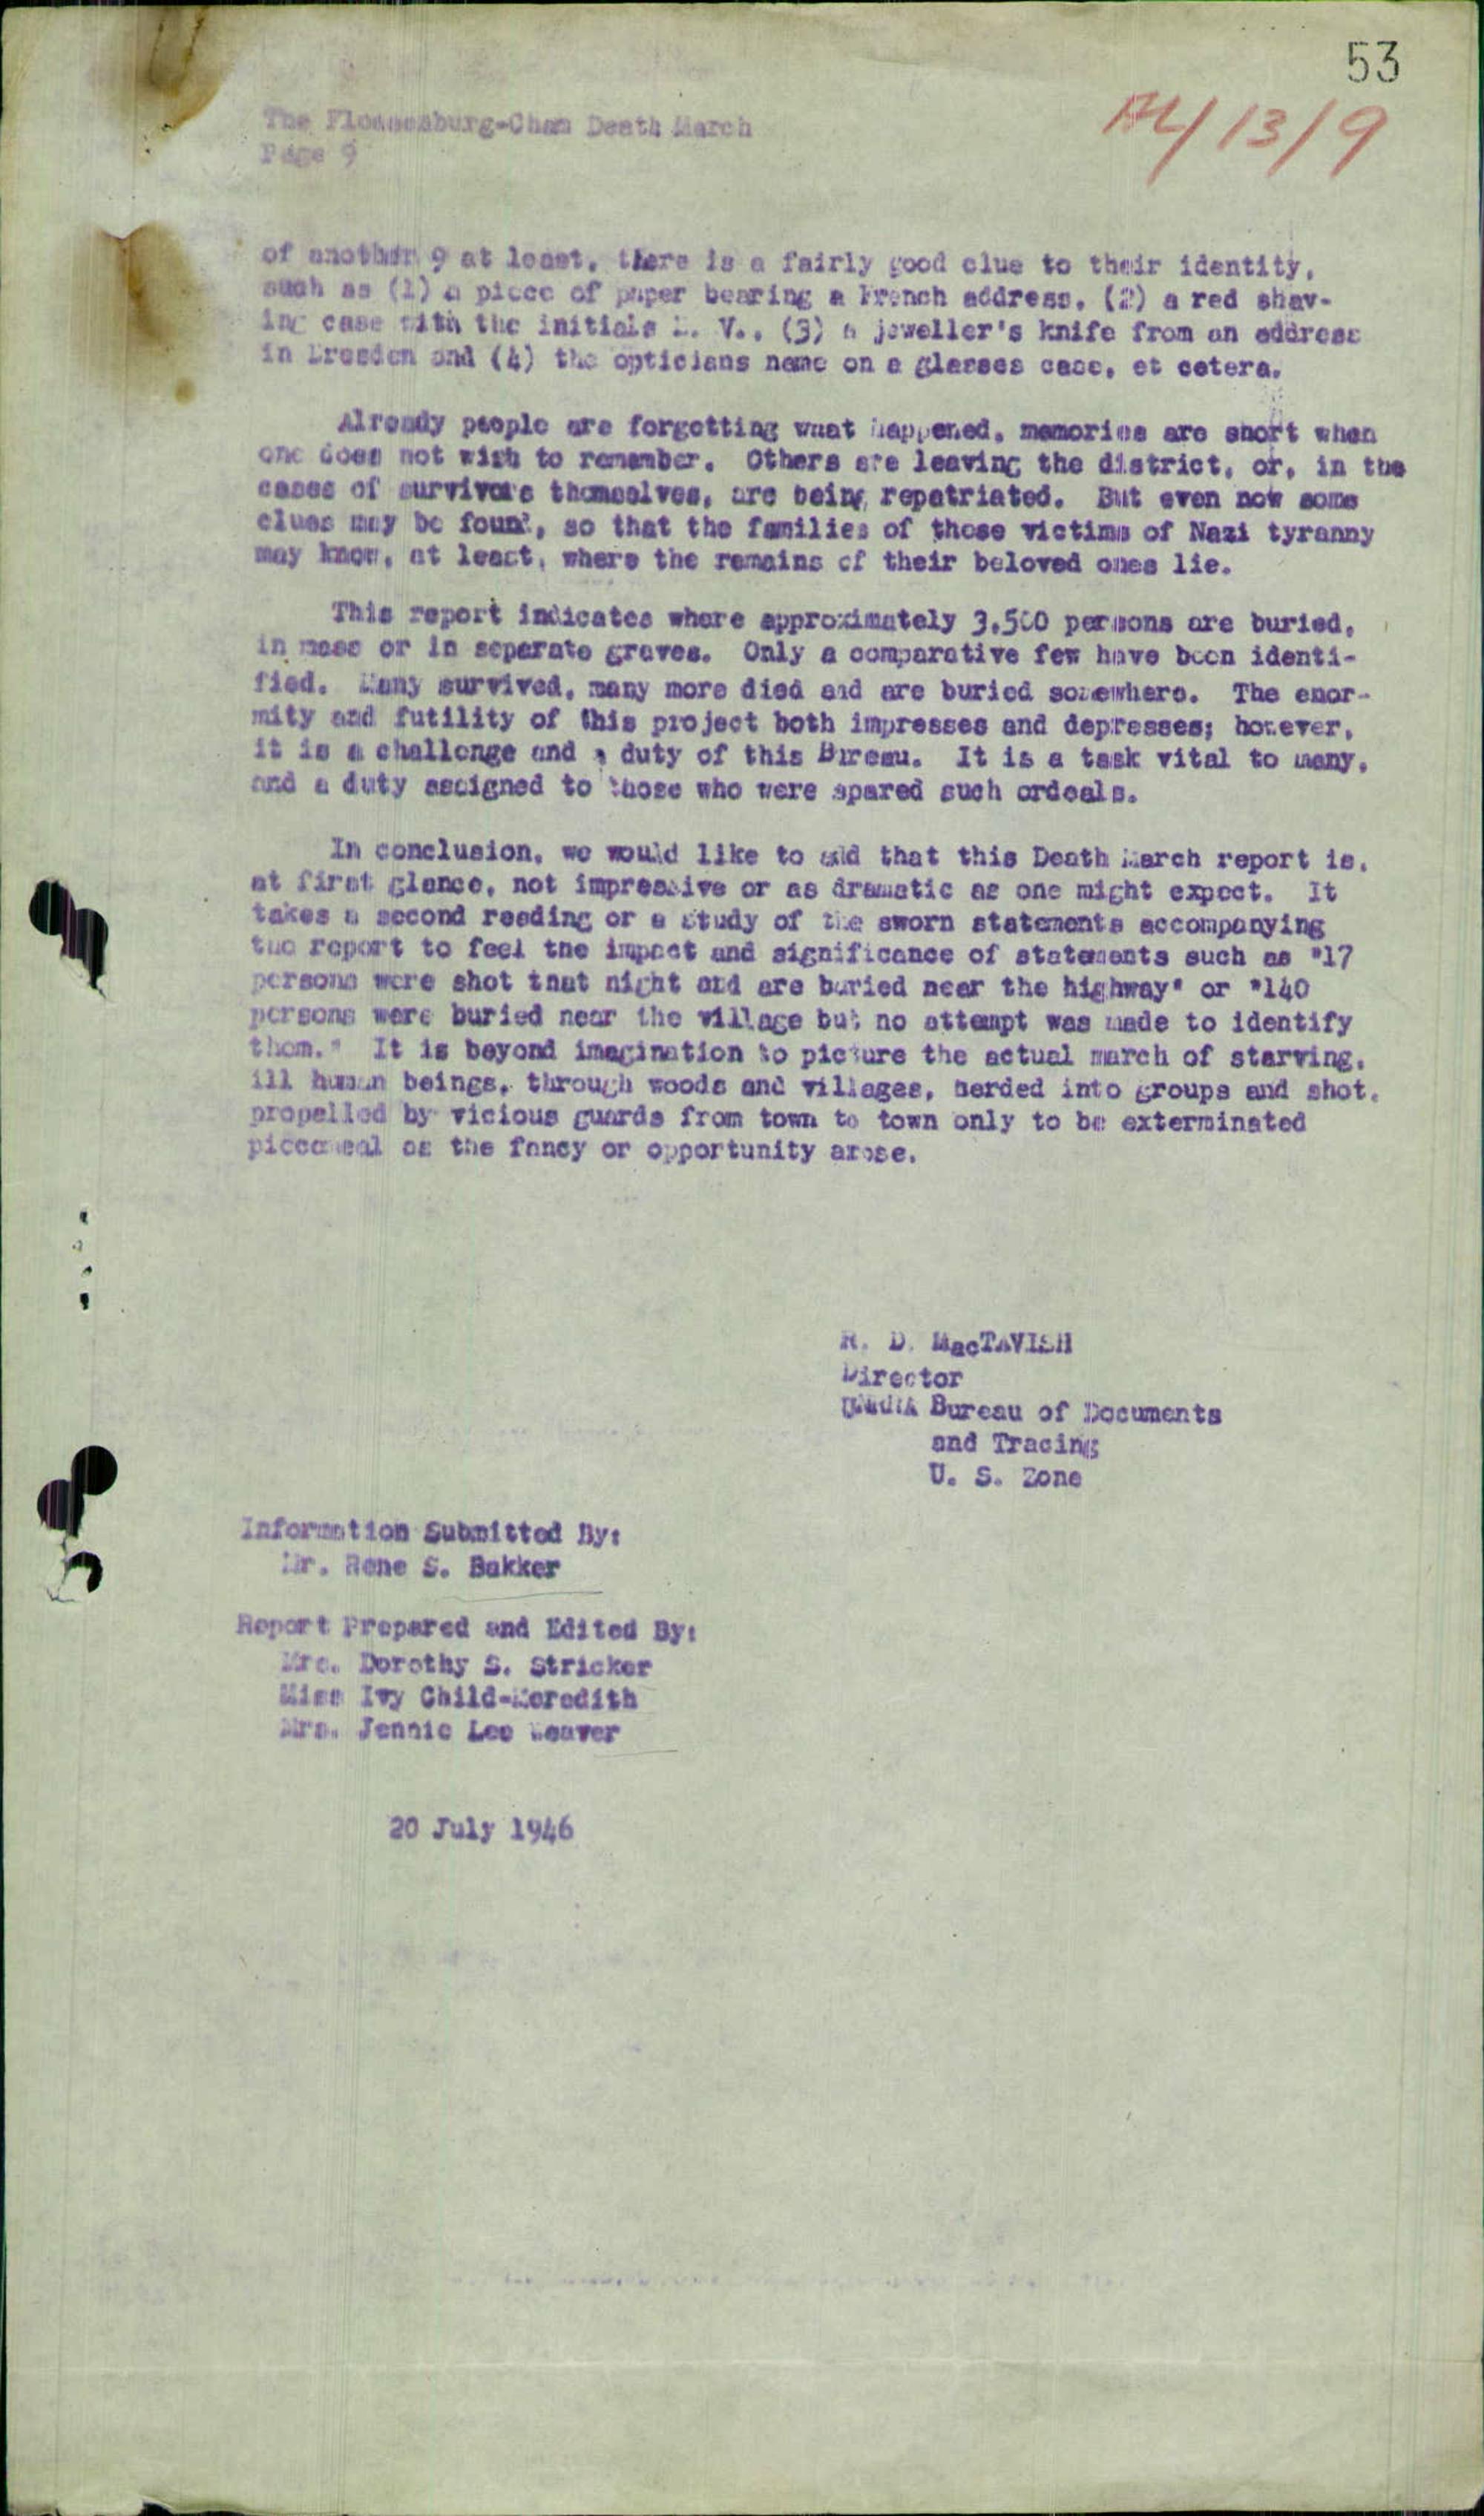 53
A4/13/9
The Flossenburg-Cham Death March
Page 9
of another 9 at least, there is a fairly good clue to their identity,
such as (1) a piece of paper bearing a French address, (2) a red shav-
ing case with the initials V., (3) a jeweller's knife from an address
in Dresden and (4) the opticians name on a glasses case, et cetera.
Already people are forgetting what happened, memories are short when
one does not wish to remember. Others are leaving the district, or, in the
cases of survivors themselves, are being repatriated. But even now some
clues may be found, so that the families of those victims of Nazi tyranny
may know, at least, where the remains of their beloved ones lie.
This report indicates where approximately 3,500 persons are buried,
in mass or in separate graves. Only a comparative few have been identi-
fied. Many survived, many more died and are buried somewhere. The enor-
mity and futility of this project both impresses and depresses; however,
it is a challenge and a duty of this Bureau. It is a task vital to many,
and a duty assigned to those who were spared such ordeals.
In conclusion, we would like to add that this Death March report is,
at first glance, not impressive or as dramatic as one might expect. It
takes a second reading or a study of the sworn statements accompanying
the report to feel the impact and significance of statements such as "17
persons were shot that night and are buried near the highway" or "140
persons were buried near the village but no attempt was made to identify
them." It is beyond imagination to picture the actual march of starving,
ill human beings, through woods and villages, herded into groups and shot,
propelled by vicious guards from town to town only to be exterminated
piecemeal as the fancy or opportunity arose.
R. D. MacTAVISH
Director
UNRRA Bureau of Documents
and Tracing
U. S. Zone
Information Submitted By:
Mr. Rene S. Bakker
Report Prepared and Edited By:
Mrs. Dorothy S. Stricker
Miss Ivy Child-Meredith
Mrs. Jennie Lee Weaver
20 July 1946